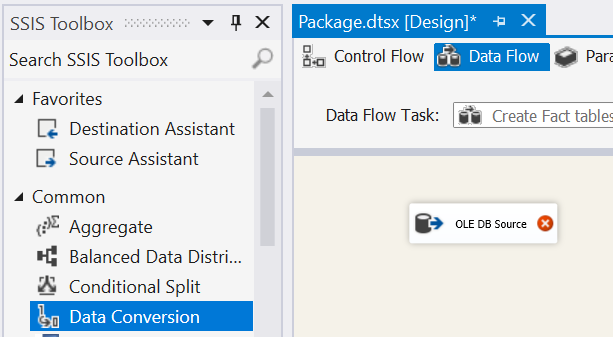 SSIS Toolbox
Search SSIS Toolbox
Favorites
Destination Assistant
Source Assistant
Common
Aggregate
Balanced Data Distri...
Conditional Split
Data Conversion
Package.dtsx [Design]*
Control Flow
Data Flow
Para
Data Flow Task:
Create Fact tables
OLE DB Source